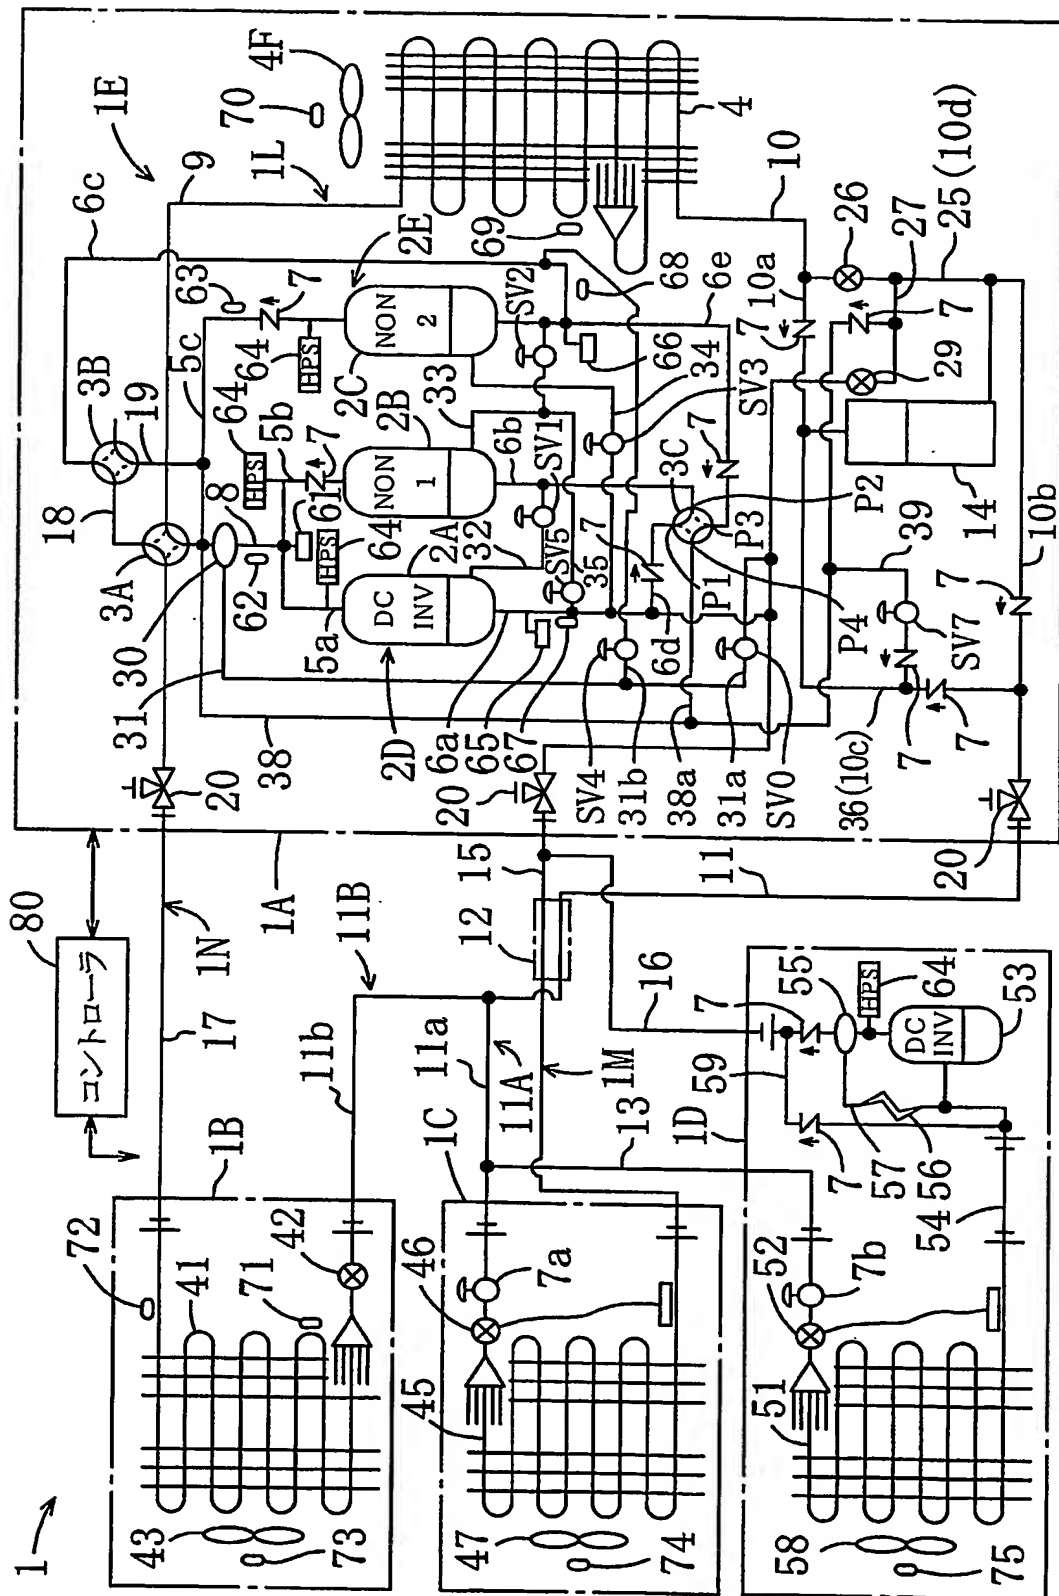 1
80
コントローラ
1N
1A
17
11b
11B
1B
72
41
71
42
43
73
1C
11a
11A
1M
12
15
11
16
13
1D
46
7a
45
47
74
59
7
55
HPS
64
DC
INV
53
57
7
56
54
52
7b
51
58
75
20
38
31
30
3A
18
3B
19
6c
1E
9
1L
70
4F
4
5c
63
7
64
HPS
2E
69
68
62
8
61
HPS
64
5b
7
64
HPS
5a
2A
DC
INV
2D
NON
1
2B
NON
2
2C
32
33
6b
SV1
SV2
66
34
6e
SV3
SV5
35
7
6a
65
67
20
SV4
31b
38a
31a
SV0
6d
P1
P4
P3
3C
P2
7
10
10a
7
26
27
25(10d)
7
29
14
39
SV7
7
36(10c)
7
7
10b
20